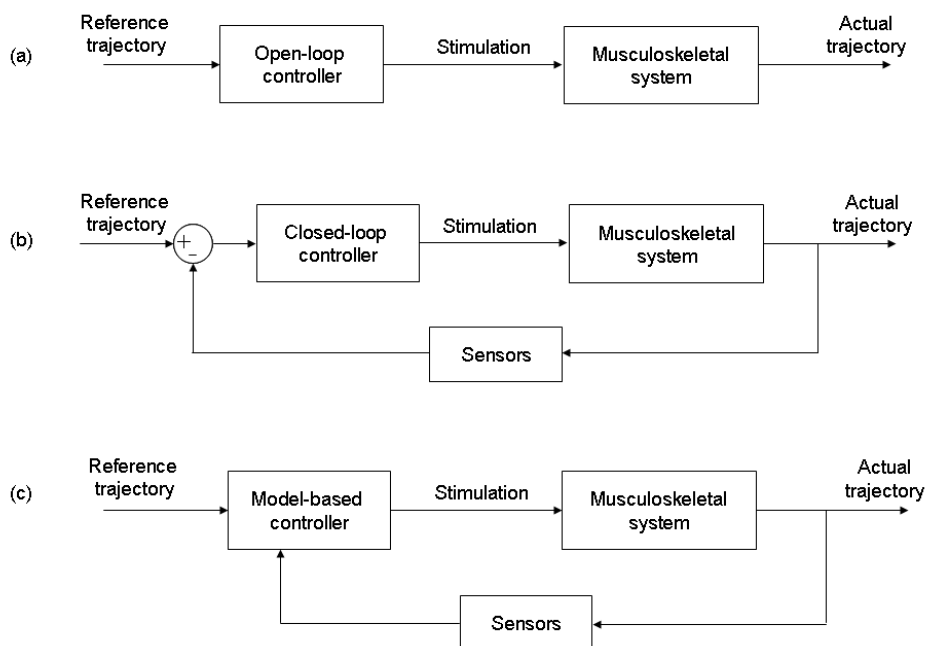 Reference
trajectory
Stimulation
Actual
trajectory
(a)
Open-loop
controller
Musculoskeletal
system
Reference
trajectory
Stimulation
Actual
trajectory
(b)
+
−
Closed-loop
controller
Musculoskeletal
system
Sensors
Reference
trajectory
Stimulation
Actual
trajectory
(c)
Model-based
controller
Musculoskeletal
system
Sensors